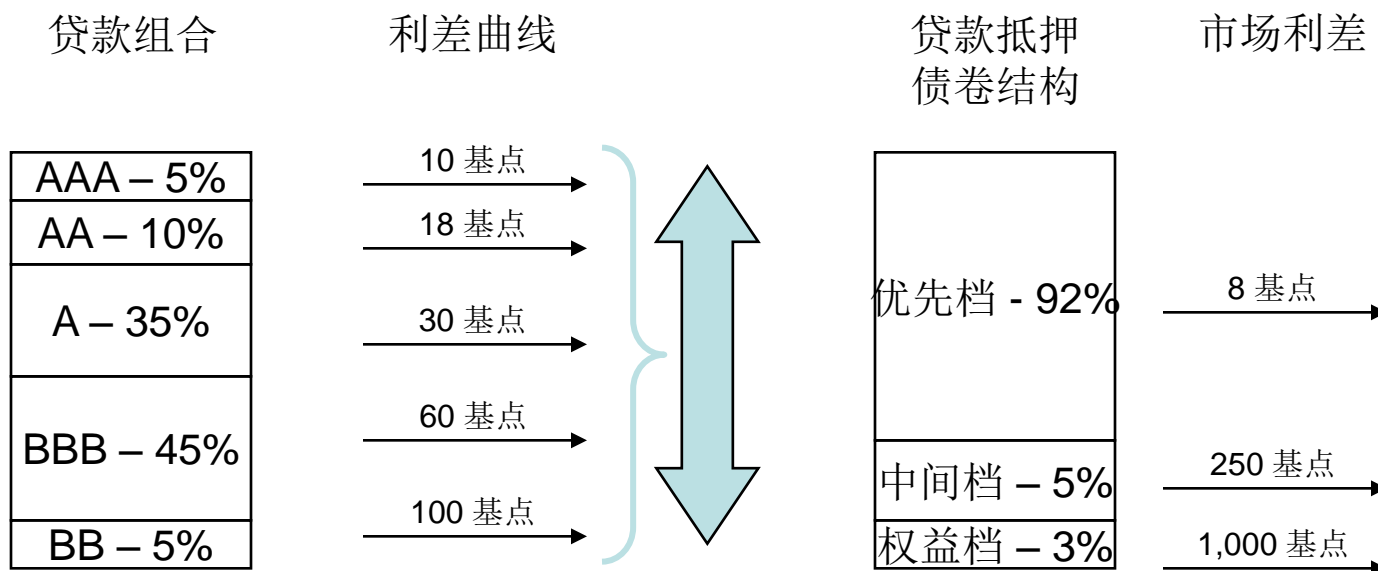 贷款组合
利差曲线
贷款抵押
债卷结构
市场利差
AAA – 5%
AA – 10%
A – 35%
BBB – 45%
BB – 5%
10 基点
18 基点
30 基点
60 基点
100 基点
优先档 - 92%
中间档 – 5%
权益档 – 3%
8 基点
250 基点
1,000 基点